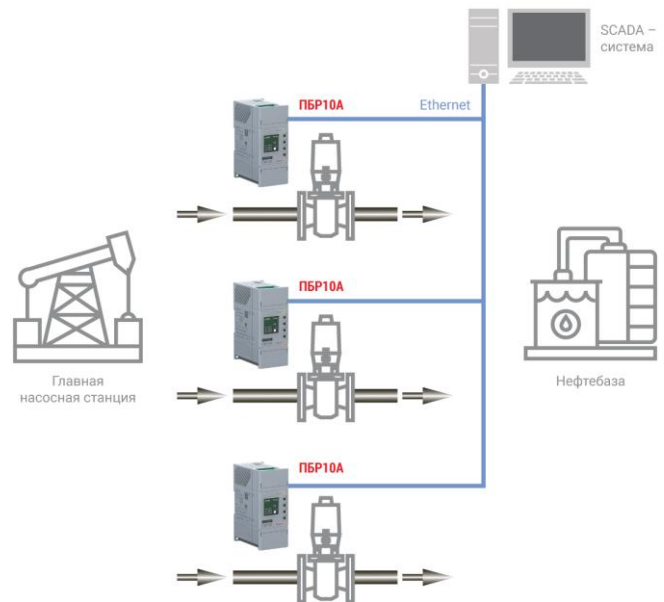 SCADA –
система
ПБР10А
Ethernet
ПБР10А
Главная
насосная станция
Нефтебаза
ПБР10А